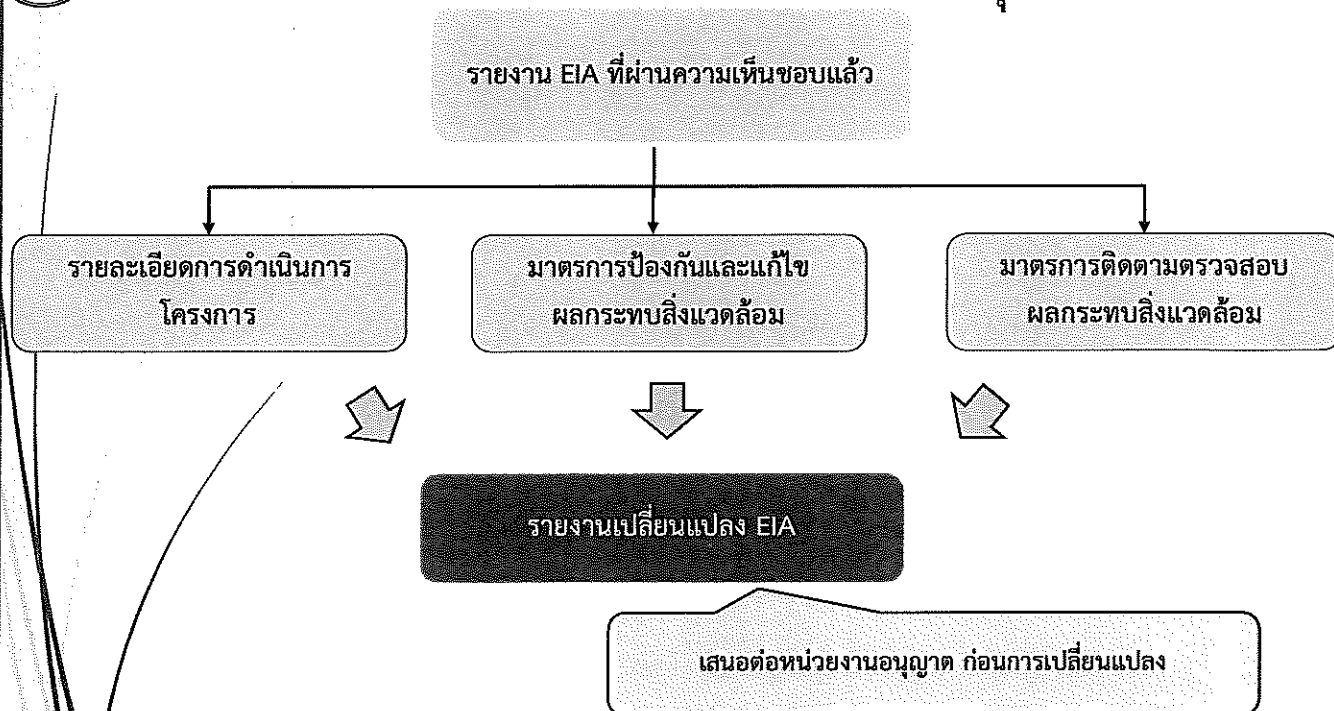 รายงาน EIA ที่ผ่านความเห็นชอบแล้ว
รายละเอียดการดำเนินการ
โครงการ
มาตรการป้องกันและแก้ไข
ผลกระทบสิ่งแวดล้อม
มาตรการติดตามตรวจสอบ
ผลกระทบสิ่งแวดล้อม
รายงานเปลี่ยนแปลง EIA
เสนอต่อหน่วยงานอนุญาต ก่อนการเปลี่ยนแปลง